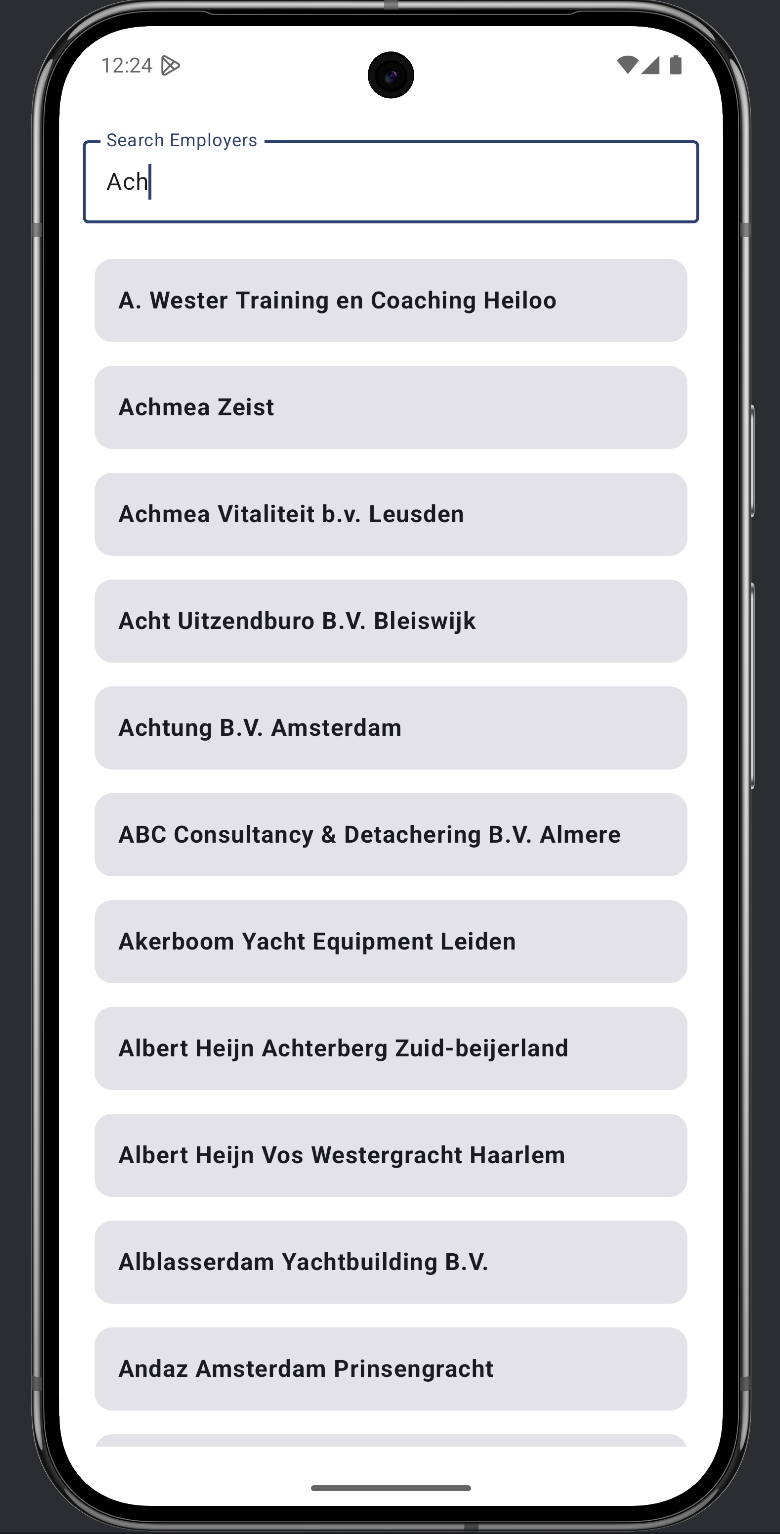 12:24
Search Employers
Ach
A. Wester Training en Coaching Heiloo
Achmea Zeist
Achmea Vitaliteit b.v. Leusden
Acht Uitzendburo B.V. Bleiswijk
Achtung B.V. Amsterdam
ABC Consultancy & Detachering B.V. Almere
Akerboom Yacht Equipment Leiden
Albert Heijn Achterberg Zuid-beijerland
Albert Heijn Vos Westergracht Haarlem
Alblasserdam Yachtbuilding B.V.
Andaz Amsterdam Prinsengracht